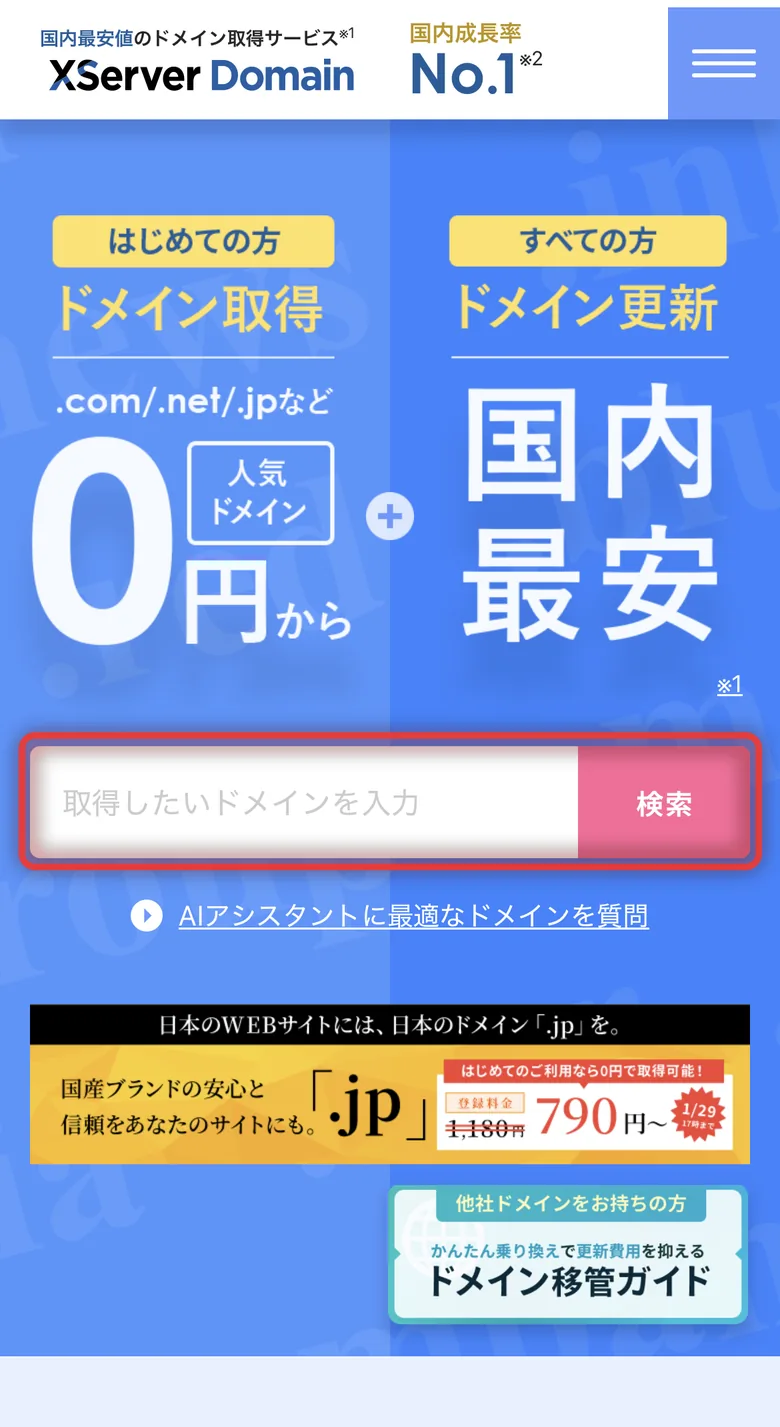 国内最安値のドメイン取得サービス※1
XServer Domain
国内成長率
No.1※2
はじめての方
ドメイン取得
.com/.net/.jpなど
0円から
人気
ドメイン
すべての方
ドメイン更新
国内
最安
※1
取得したいドメインを入力
検索
AIアシスタントに最適なドメインを質問
日本のWEBサイトには、日本のドメイン「.jp」を。
国産ブランドの安心と
信頼をあなたのサイトにも。
「.jp」
はじめてのご利用なら0円で取得可能!
登録料金
1,180円
790円~
1/29
17時まで
他社ドメインをお持ちの方
かんたん乗り換えで更新費用を抑える
ドメイン移管ガイド